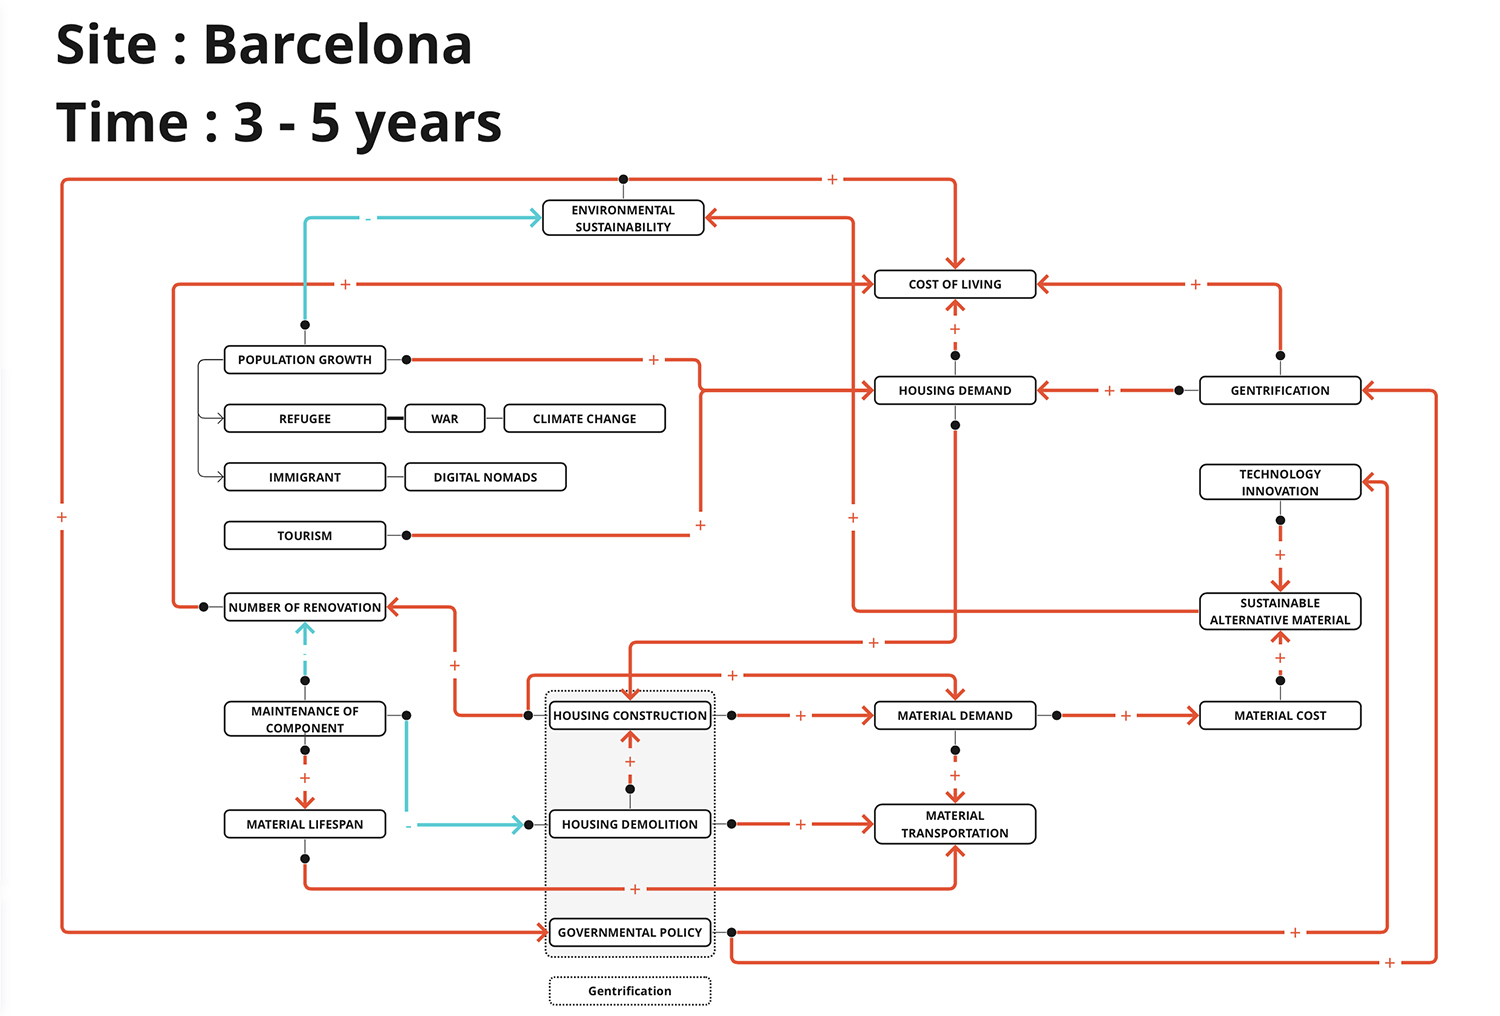 Site : Barcelona
Time : 3 - 5 years
+
ENVIRONMENTAL
SUSTAINABILITY
-
COST OF LIVING
+
+
+
POPULATION GROWTH
+
HOUSING DEMAND
+
GENTRIFICATION
REFUGEE
WAR
CLIMATE CHANGE
IMMIGRANT
DIGITAL NOMADS
TECHNOLOGY
INNOVATION
+
+
+
TOURISM
+
NUMBER OF RENOVATION
SUSTAINABLE
ALTERNATIVE MATERIAL
+
-
+
+
+
MAINTENANCE OF
COMPONENT
HOUSING CONSTRUCTION
+
MATERIAL DEMAND
+
MATERIAL COST
+
+
+
MATERIAL LIFESPAN
-
HOUSING DEMOLITION
+
MATERIAL
TRANSPORTATION
+
GOVERNMENTAL POLICY
+
+
Gentrification